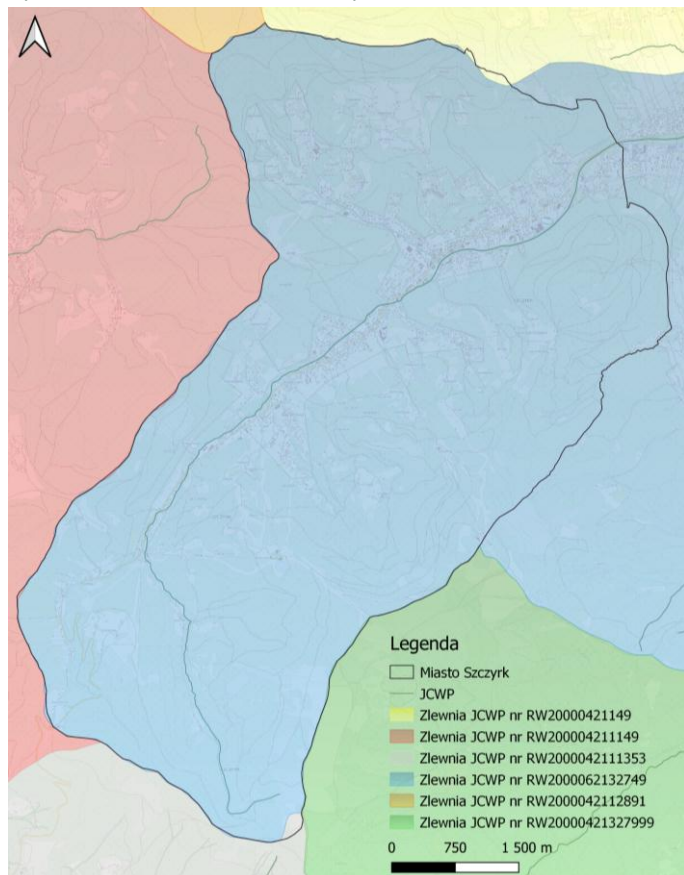 Legenda
Miasto Szczyrk
JCWP
Zlewnia JCWP nr RW20000421149
Zlewnia JCWP nr RW20000421149
Zlewnia JCWP nr RW200042111353
Zlewnia JCWP nr RW2000062132749
Zlewnia JCWP nr RW2000042112891
Zlewnia JCWP nr RW20000421327999
0 750 1 500 m